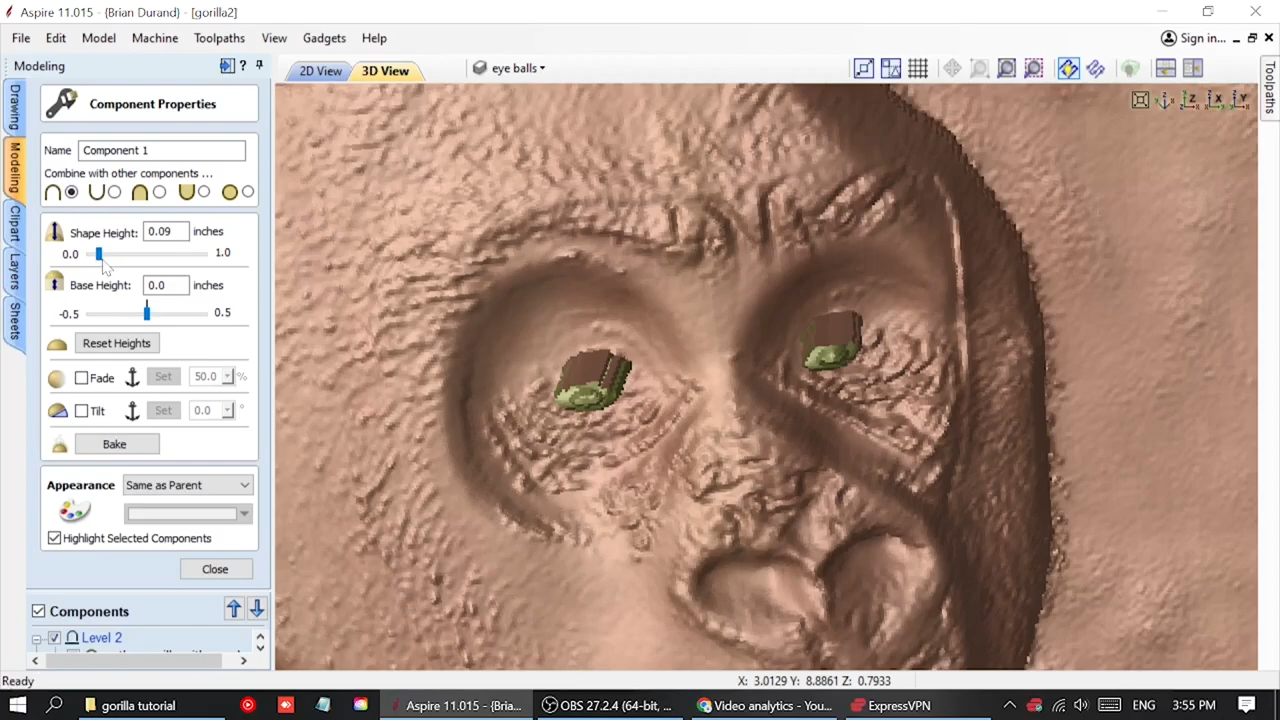 Aspire 11.015 - {Brian Durand} - [gorilla2]
File Edit Model Machine Toolpaths View Gadgets Help
Sign in...
Modeling ?
2D View 3D View eye balls
Drawing
Modeling
Clipart
Layers
Sheets
Component Properties
Name Component 1
Combine with other components ...
Shape Height: 0.09 inches
0.0 1.0
Base Height: 0.0 inches
-0.5 0.5
Reset Heights
Fade Set 50.0 %
Tilt Set 0.0 °
Bake
Appearance Same as Parent
Highlight Selected Components
Close
Components
Level 2
Z X Y
Toolpaths
Ready
X: 3.0129 Y: 8.8861 Z: 0.7933
gorilla tutorial
Aspire 11.015 - {Bria...
OBS 27.2.4 (64-bit, ...
Video analytics - You...
ExpressVPN
ENG
3:55 PM